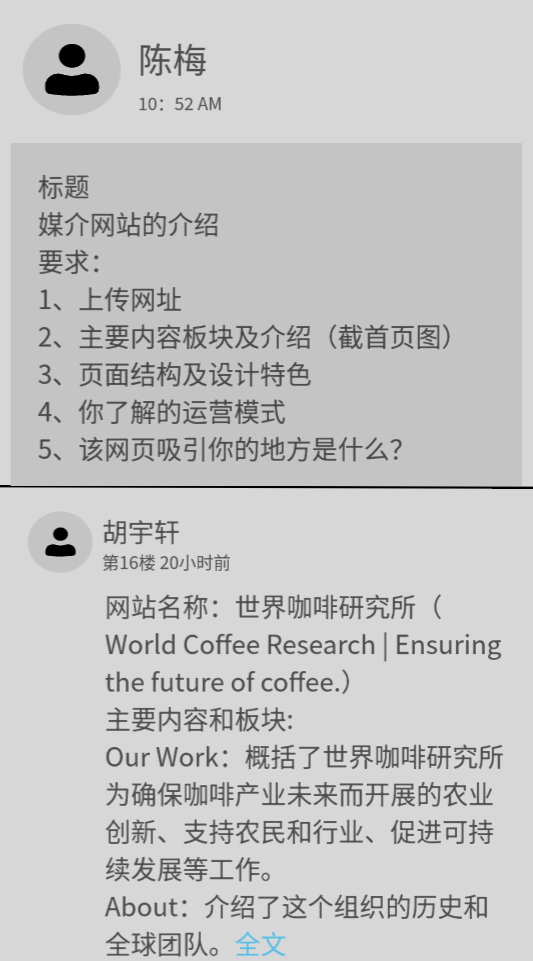 陈梅
10：52 AM
标题
媒介网站的介绍
要求：
1、上传网址
2、主要内容板块及介绍（截首页图）
3、页面结构及设计特色
4、你了解的运营模式
5、该网页吸引你的地方是什么？
胡宇轩
第16楼 20小时前
网站名称：世界咖啡研究所（
World Coffee Research | Ensuring
the future of coffee.）
主要内容和板块:
Our Work：概括了世界咖啡研究所
为确保咖啡产业未来而开展的农业
创新、支持农民和行业、促进可持
续发展等工作。
About：介绍了这个组织的历史和
全球团队。全文